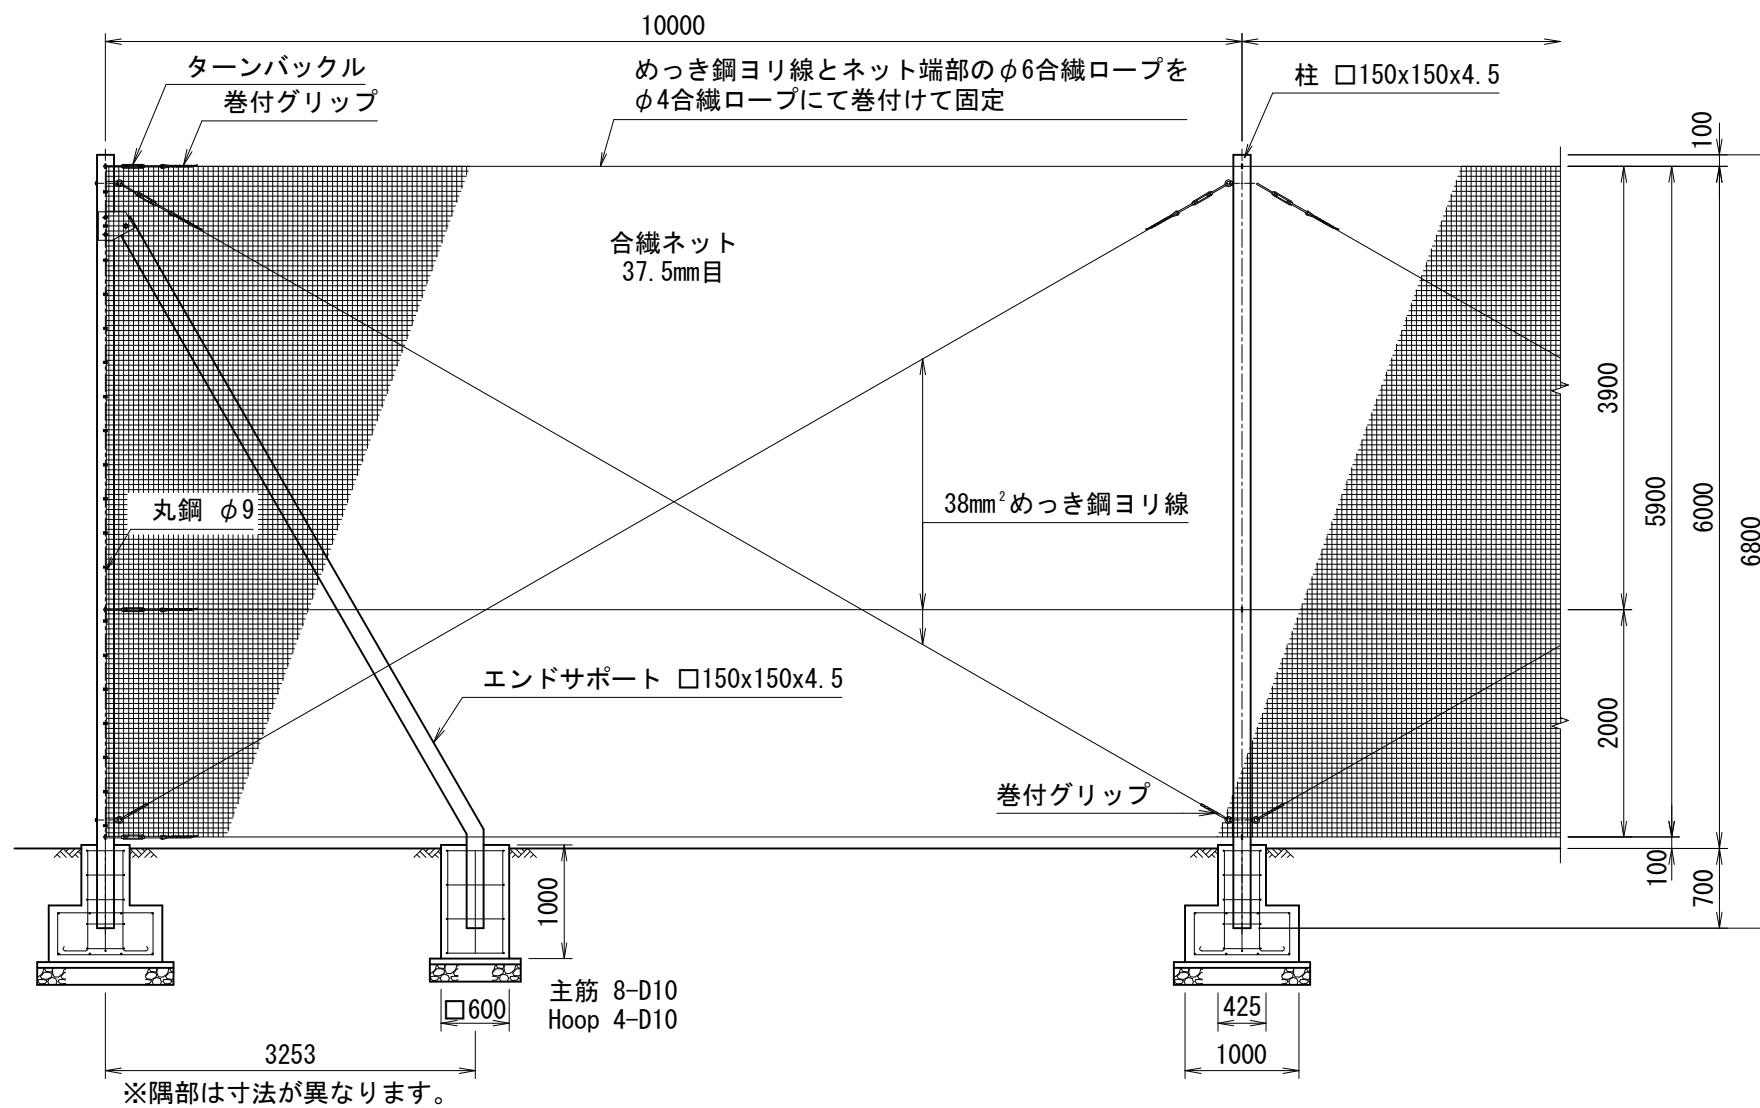 10000
ターンバックル
巻付グリップ
めっき鋼ヨリ線とネット端部のφ6合繊ロープを
φ4合繊ロープにて巻付けて固定
柱 □150x150x4.5
100
合繊ネット
37.5mm目
3900
丸鋼 φ9
38mm²めっき鋼ヨリ線
5900
6000
6800
エンドサポート □150x150x4.5
2000
巻付グリップ
100
700
1000
□600
主筋 8-D10
Hoop 4-D10
425
1000
3253
※隅部は寸法が異なります。